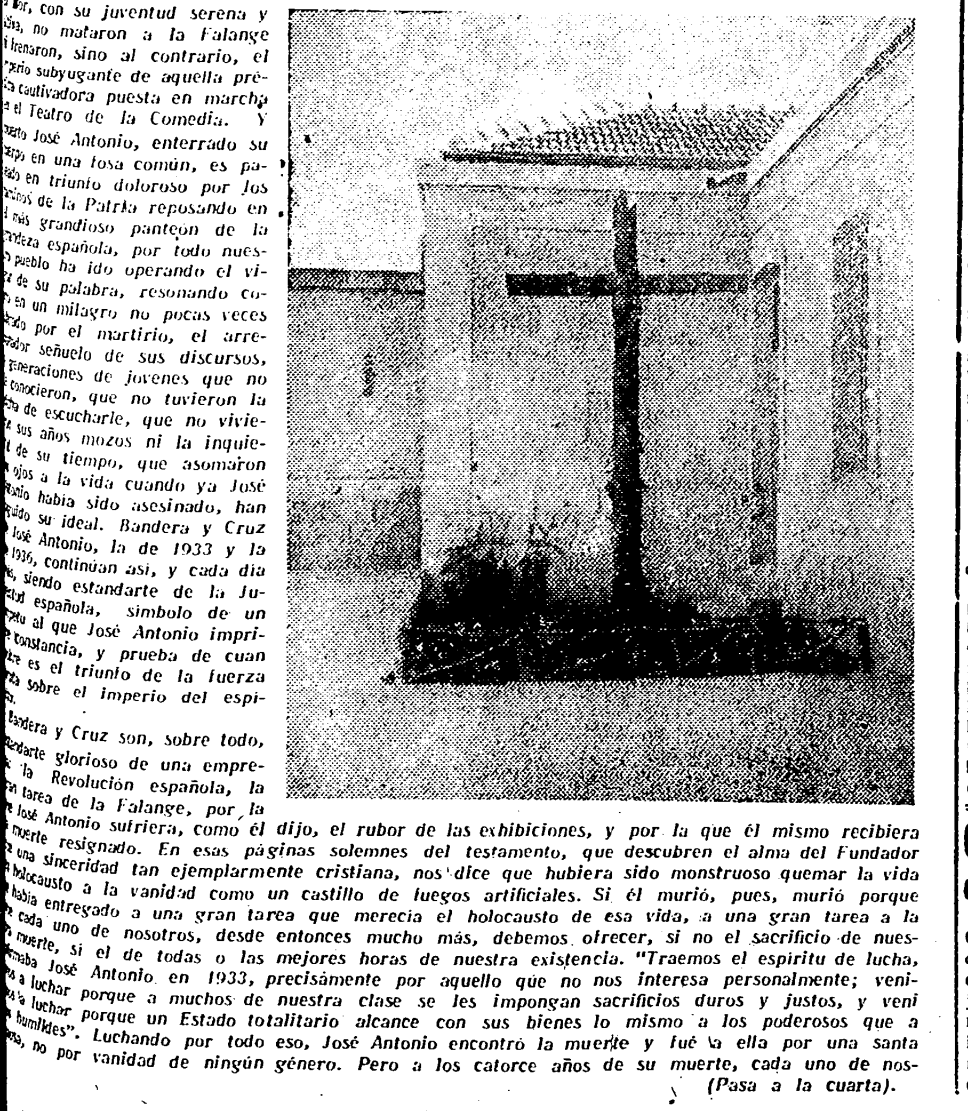 con su juventud serena y
no mataron a la Falange
frenaron, sino al contrario, el
subyugante de aquella pré-
cautivadora puesta en marcha
el Teatro de la Comedia. Y
José Antonio, enterrado su
en una fosa común, es pa-
en triunfo doloroso por los
de la Patria reposando en
más grandioso panteón de la
española, por todo nues-
pueblo ha ido operando el vi-
de su palabra, resonando co-
en un milagro no pocas veces
por el martirio, el arre-
señuelo de sus discursos,
generaciones de jovenes que no
conocieron, que no tuvieron la
de escucharle, que no vivie-
sus años mozos ni la inquie-
de su tiempo, que asomaron
ojos a la vida cuando ya José
había sido asesinado, han
su ideal. Bandera y Cruz
José Antonio, la de 1933 y la
1936, continúan así, y cada día
siendo estandarte de la Ju-
española, símbolo de un
al que José Antonio impri-
constancia, y prueba de cuan
es el triunfo de la fuerza
sobre el imperio del espi-
Bandera y Cruz son, sobre todo,
glorioso de una empre-
la Revolución española, la
tarea de la Falange, por la
José Antonio sufriera, como él dijo, el rubor de las exhibiciones, y por la que él mismo recibiera
muerte resignado. En esas páginas solemnes del testamento, que descubren el alma del Fundador
una sinceridad tan ejemplarmente cristiana, nos dice que hubiera sido monstruoso quemar la vida
holocausto a la vanidad como un castillo de fuegos artificiales. Si él murió, pues, murió porque
había entregado a una gran tarea que merecía el holocausto de esa vida, a una gran tarea a la
cada uno de nosotros, desde entonces mucho más, debemos ofrecer, si no el sacrificio de nues-
muerte, si el de todas o las mejores horas de nuestra existencia. "Traemos el espíritu de lucha,
José Antonio en 1933, precisámente por aquello que no nos interesa personalmente; veni-
a luchar porque a muchos de nuestra clase se les impongan sacrificios duros y justos, y veni
a luchar porque un Estado totalitario alcance con sus bienes lo mismo a los poderosos que a
humildes". Luchando por todo eso, José Antonio encontró la muerte y fué a ella por una santa
no por vanidad de ningún género. Pero a los catorce años de su muerte, cada uno de nos-
(Pasa a la cuarta).